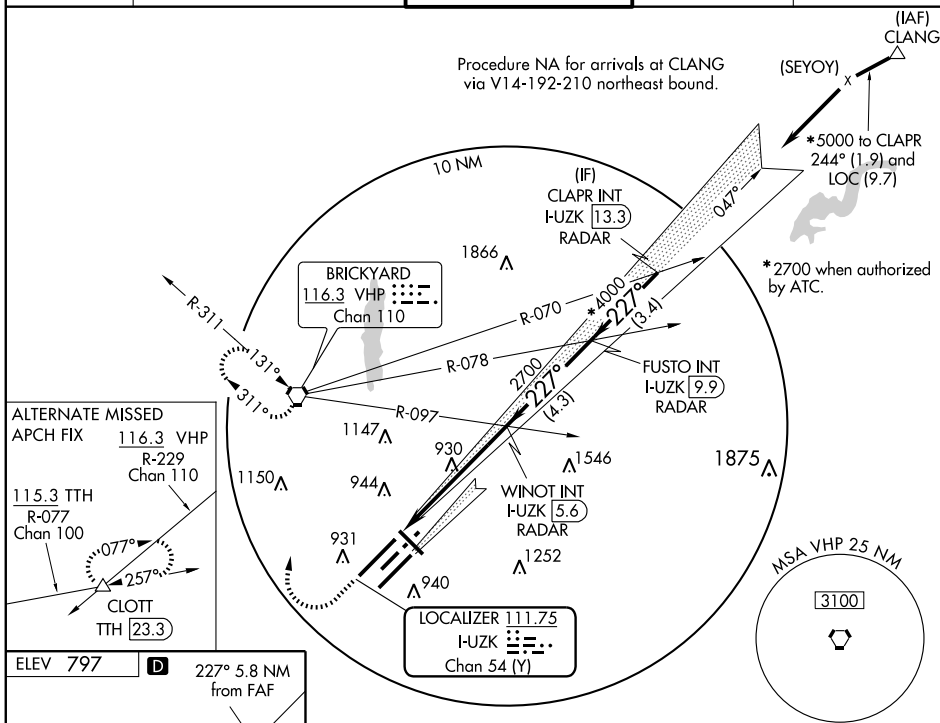 (IAF)
CLANG
Procedure NA for arrivals at CLANG
via V14-192-210 northeast bound.
(SEYOY)
X
*5000 to CLAPR
244° (1.9) and
LOC (9.7)
10 NM
(IF)
CLAPR INT
I-UZK 13.3
RADAR
047°
1866
*2700 when authorized
by ATC.
BRICKYARD
116.3 VHP
Chan 110
R-311
R-070
*4000
227°
(3.4)
131°
311°
R-078
2700
227°
(4.3)
FUSTO INT
I-UZK 9.9
RADAR
R-097
ALTERNATE MISSED
APCH FIX
116.3 VHP
R-229
Chan 110
115.3 TTH
R-077
Chan 100
077°
257°
CLOTT
TTH 23.3
1147
930
1546
1875
1150
944
WINOT INT
I-UZK 5.6
RADAR
931
1252
940
MSA VHP 25 NM
3100
LOCALIZER 111.75
I-UZK
Chan 54 (Y)
ELEV 797
D
227° 5.8 NM
from FAF